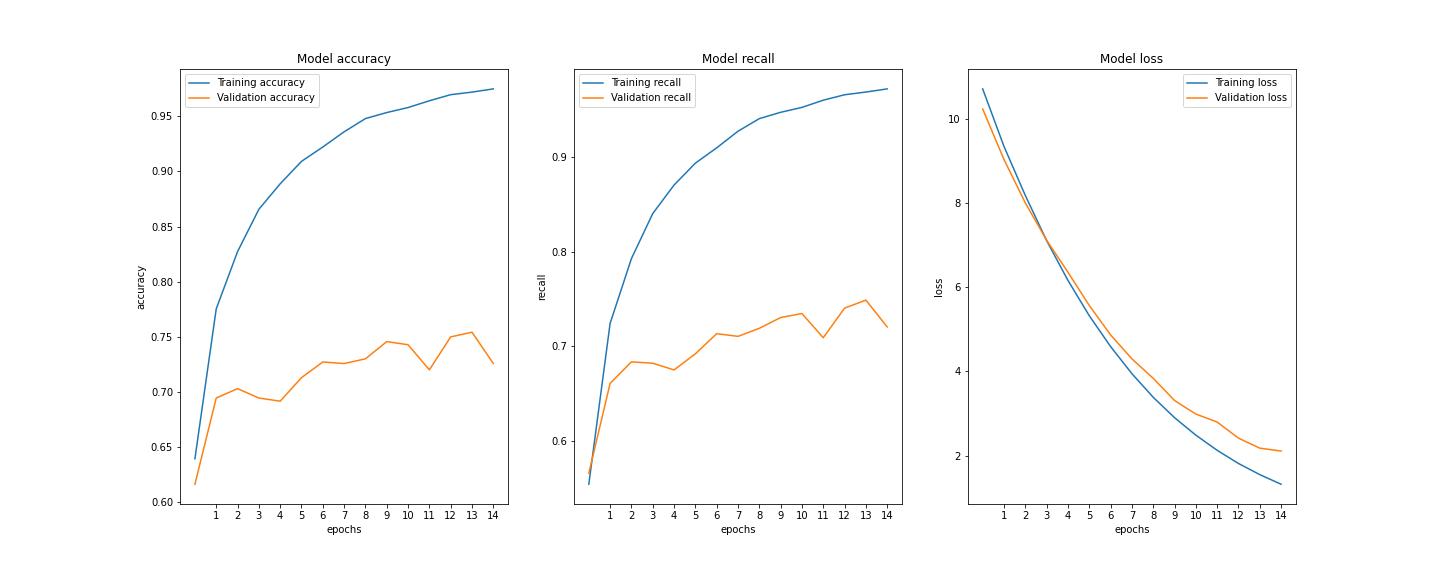 Model accuracy
Training accuracy
Validation accuracy
accuracy
0.95
0.90
0.85
0.80
0.75
0.70
0.65
0.60
1 2 3 4 5 6 7 8 9 10 11 12 13 14
epochs
Model recall
Training recall
Validation recall
recall
0.9
0.8
0.7
0.6
1 2 3 4 5 6 7 8 9 10 11 12 13 14
epochs
Model loss
Training loss
Validation loss
loss
10
8
6
4
2
1 2 3 4 5 6 7 8 9 10 11 12 13 14
epochs